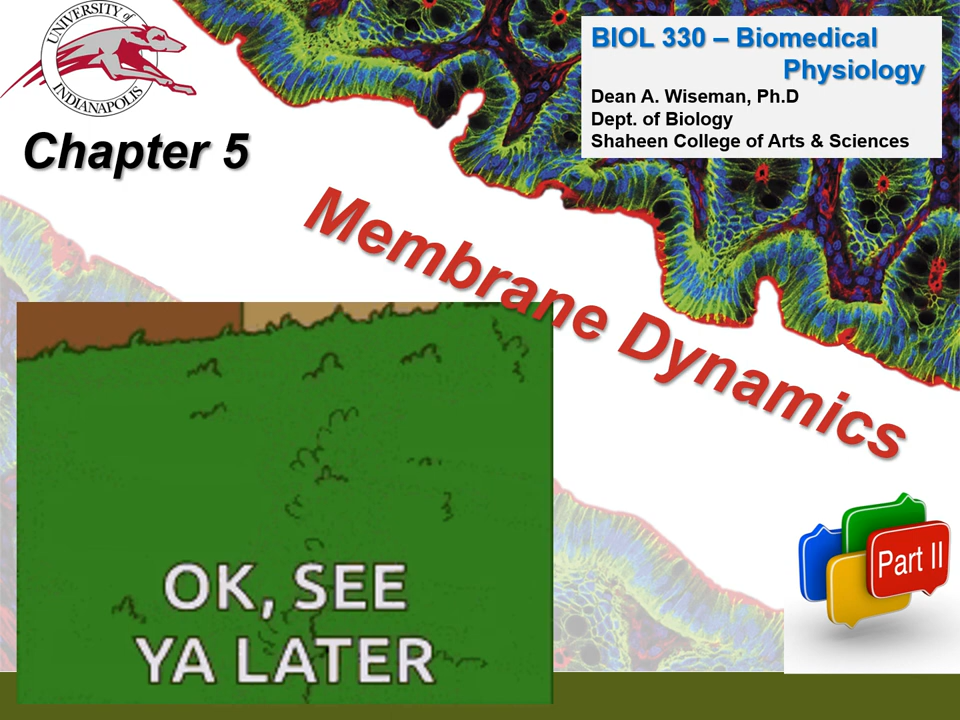 UNIVERSITY of
INDIANAPOLIS
BIOL 330 – Biomedical
Physiology
Dean A. Wiseman, Ph.D
Dept. of Biology
Shaheen College of Arts & Sciences
Chapter 5
Membrane Dynamics
OK, SEE
YA LATER
Part II